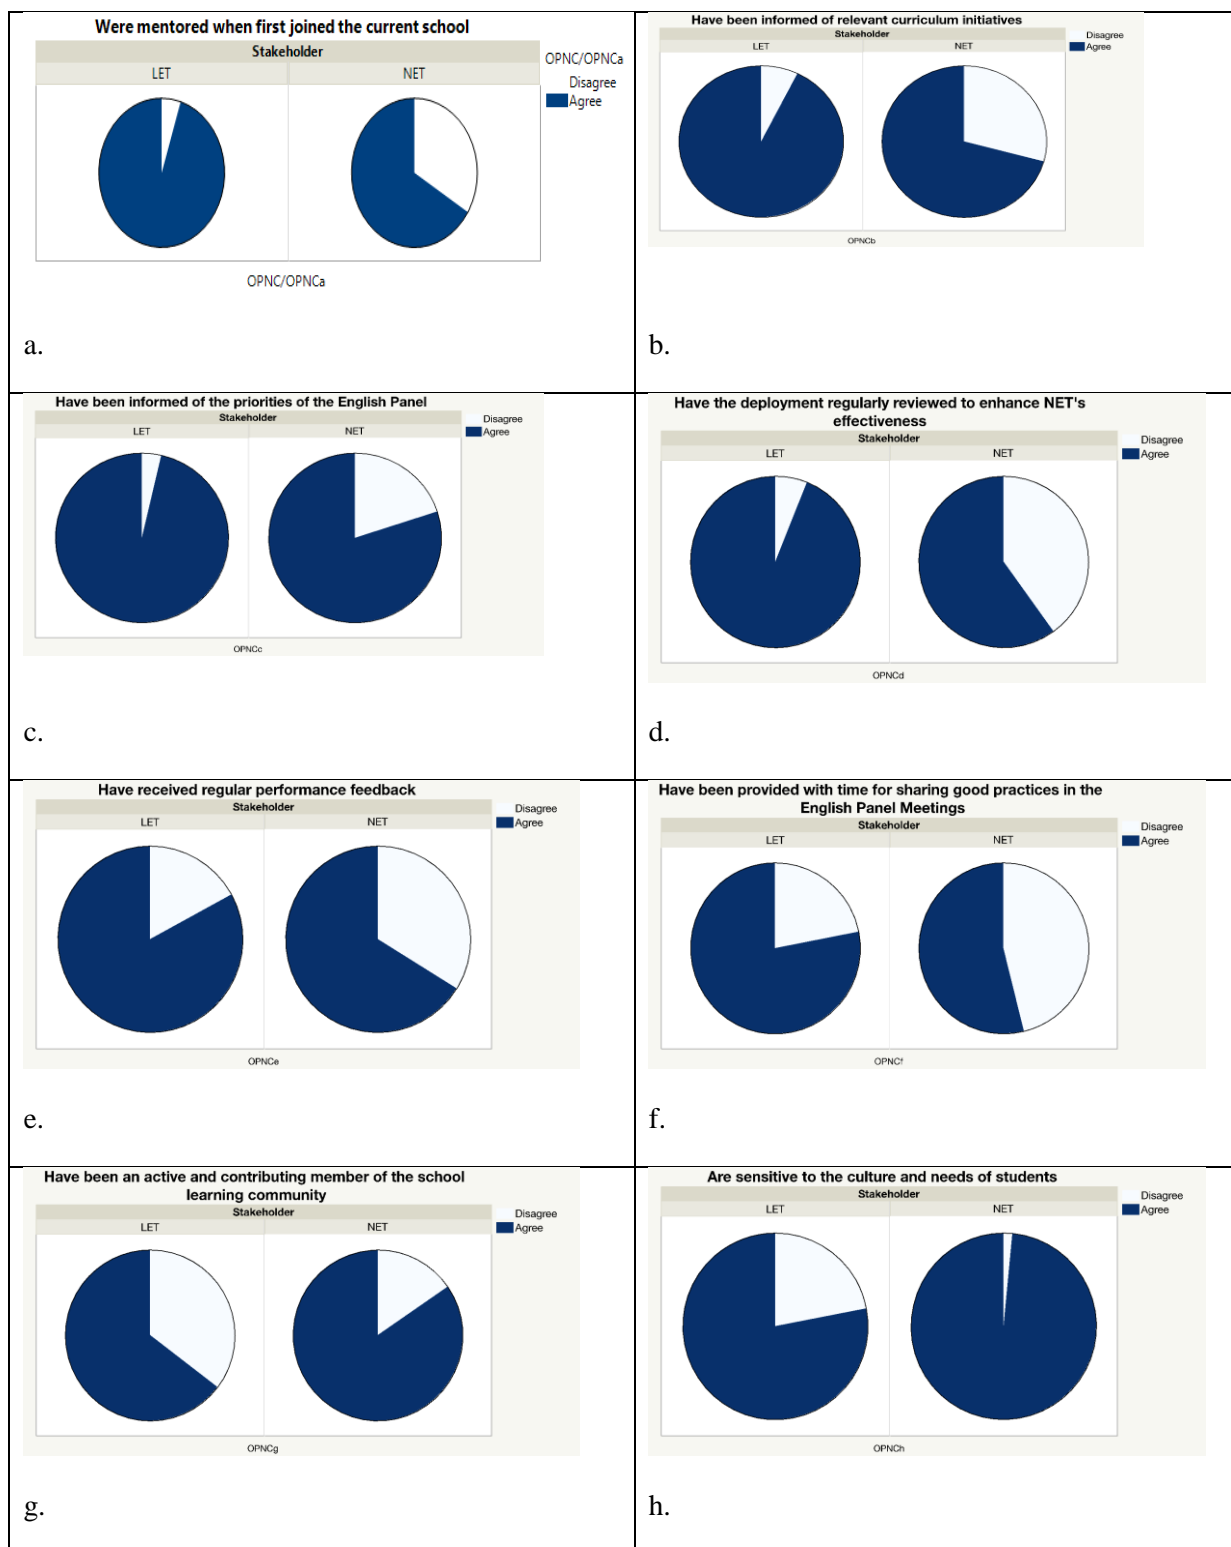 Were mentored when first joined the current school
Stakeholder
LET NET
OPNC/OPNCa
Disagree
Agree
OPNC/OPNCa
a.
Have been informed of relevant curriculum initiatives
Stakeholder
LET NET
Disagree
Agree
OPNCb
b.
Have been informed of the priorities of the English Panel
Stakeholder
LET NET
Disagree
Agree
OPNCc
c.
Have the deployment regularly reviewed to enhance NET's
effectiveness
Stakeholder
LET NET
Disagree
Agree
OPNCd
d.
Have received regular performance feedback
Stakeholder
LET NET
Disagree
Agree
OPNCe
e.
Have been provided with time for sharing good practices in the
English Panel Meetings
Stakeholder
LET NET
Disagree
Agree
OPNCf
f.
Have been an active and contributing member of the school
learning community
Stakeholder
LET NET
Disagree
Agree
OPNCg
g.
Are sensitive to the culture and needs of students
Stakeholder
LET NET
Disagree
Agree
OPNCh
h.